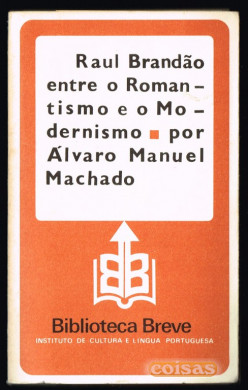 Raul Brandão
entre o Roman-
tismo e o Mo-
dernismo ■ por
Álvaro Manuel
Machado
Biblioteca Breve
INSTITUTO DE CULTURA E LÍNGUA PORTUGUESA
coisas